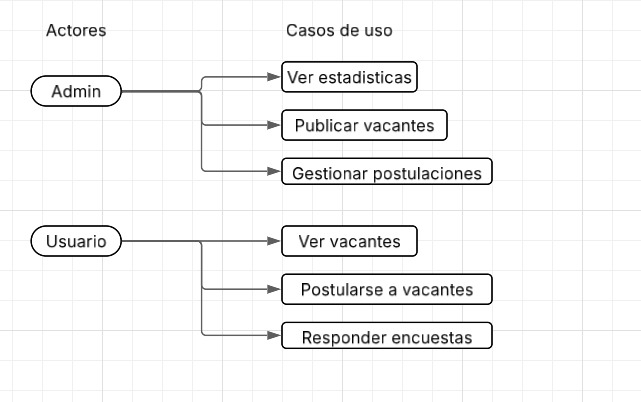 Actores
Casos de uso
Admin
Ver estadisticas
Publicar vacantes
Gestionar postulaciones
Usuario
Ver vacantes
Postularse a vacantes
Responder encuestas